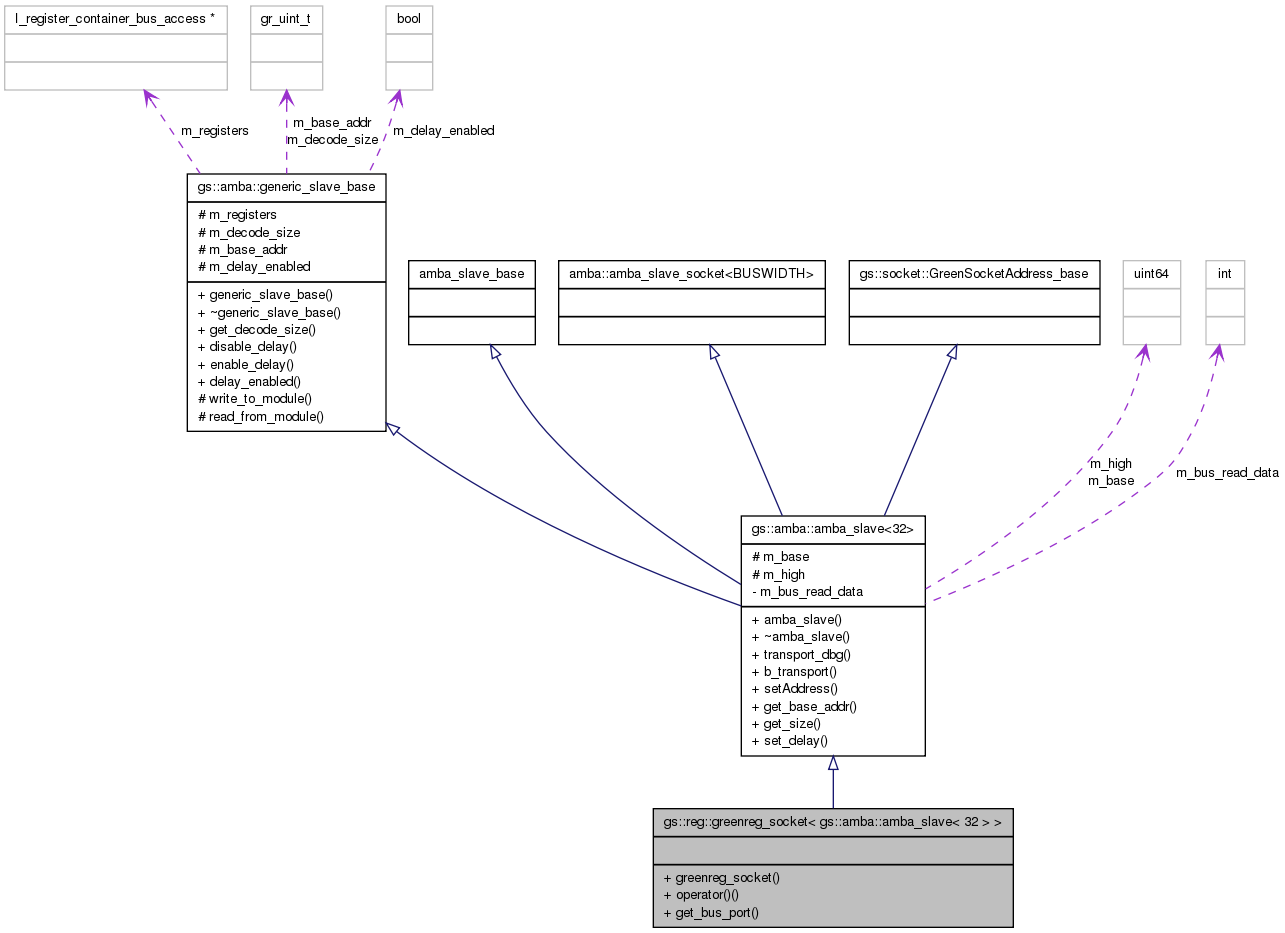 I_register_container_bus_access *
gr_uint_t
bool
m_registers
m_base_addr
m_decode_size
m_delay_enabled
gs::amba::generic_slave_base
# m_registers
# m_decode_size
# m_base_addr
# m_delay_enabled
+ generic_slave_base()
+ ~generic_slave_base()
+ get_decode_size()
+ disable_delay()
+ enable_delay()
+ delay_enabled()
# write_to_module()
# read_from_module()
amba_slave_base
amba::amba_slave_socket<BUSWIDTH>
gs::socket::GreenSocketAddress_base
uint64
int
m_high
m_base
m_bus_read_data
gs::amba::amba_slave<32>
# m_base
# m_high
- m_bus_read_data
+ amba_slave()
+ ~amba_slave()
+ transport_dbg()
+ b_transport()
+ setAddress()
+ get_base_addr()
+ get_size()
+ set_delay()
gs::reg::greenreg_socket< gs::amba::amba_slave< 32 > >
+ greenreg_socket()
+ operator()()
+ get_bus_port()